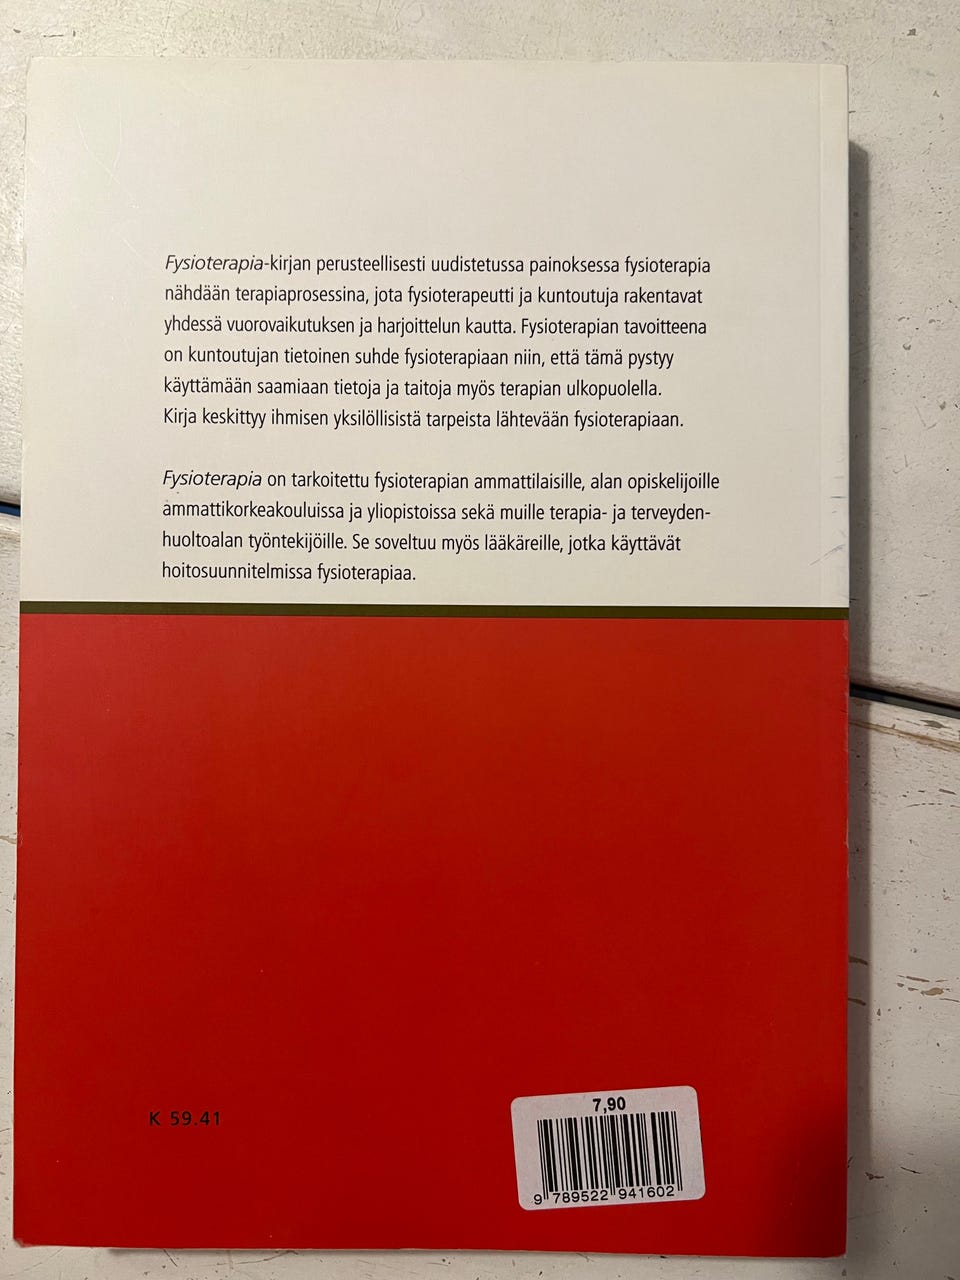 Fysioterapia-kirjan perusteellisesti uudistetussa painoksessa fysioterapia
nähdään terapiaprosessina, jota fysioterapeutti ja kuntoutuja rakentavat
yhdessä vuorovaikutuksen ja harjoittelun kautta. Fysioterapian tavoitteena
on kuntoutujan tietoinen suhde fysioterapiaan niin, että tämä pystyy
käyttämään saamiaan tietoja ja taitoja myös terapian ulkopuolella.
Kirja keskittyy ihmisen yksilöllisistä tarpeista lähtevään fysioterapiaan.
Fysioterapia on tarkoitettu fysioterapian ammattilaisille, alan opiskelijoille
ammattikorkeakouluissa ja yliopistoissa sekä muille terapia- ja terveyden-
huoltoalan työntekijöille. Se soveltuu myös lääkäreille, jotka käyttävät
hoitosuunnitelmissa fysioterapiaa.
K 59.41
7,90
9 789522 941602